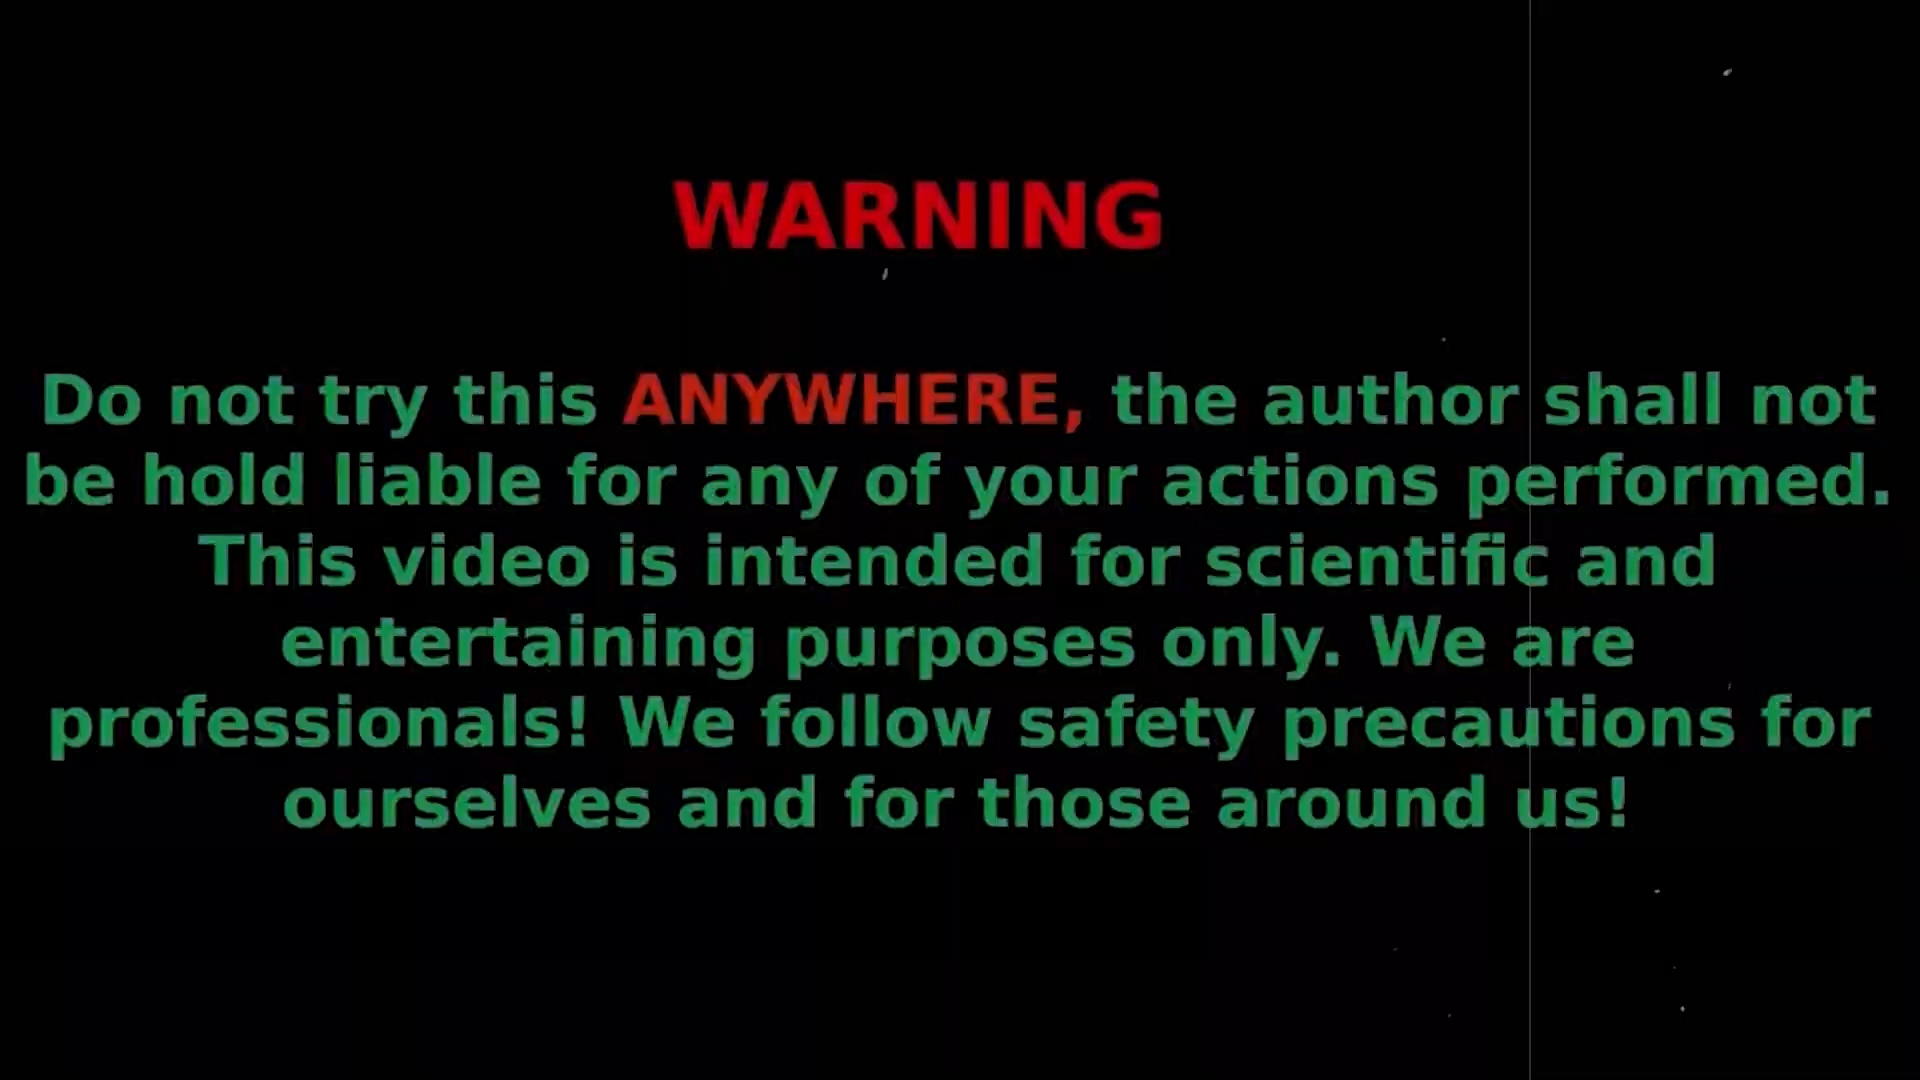 WARNING
Do not try this ANYWHERE, the author shall not
be hold liable for any of your actions performed.
This video is intended for scientific and
entertaining purposes only. We are
professionals! We follow safety precautions for
ourselves and for those around us!